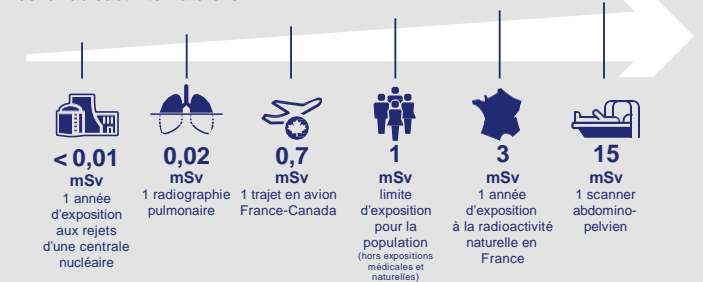 < 0,01
mSv
1 année
d'exposition
aux rejets
d'une centrale
nucléaire
0,02
mSv
1 radiographie
pulmonaire
0,7
mSv
1 trajet en avion
France-Canada
1
mSv
limite
d'exposition
pour la
population
(hors expositions
médicales et
naturelles)
3
mSv
1 année
d'exposition
à la radioactivité
naturelle en
France
15
mSv
1 scanner
abdomino-
pelvien